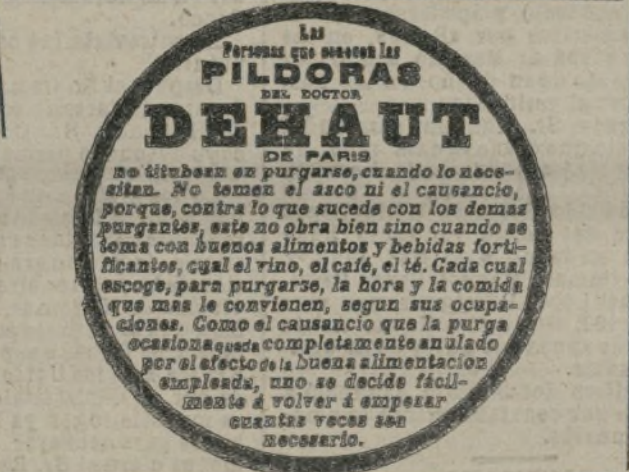 Las
Personas que conocen las
PILDORAS
DEL DOCTOR
DEHAUT
DE PARIS
no titubean en purgarse, cuando lo nece-
sitan. No temen el asco ni el causancio,
porque, contra lo que sucede con los demas
purgantes, este no obra bien sino cuando se
toma con buenos alimentos y bebidas forti-
ficantes, cual el vino, el café, el té. Cada cual
escoge, para purgarse, la hora y la comida
que mas le convienen, segun sus ocupa-
ciones. Como el causancio que la purga
ocasiona queda completamente anulado
por el efecto de la buena alimentacion
empleada, uno se decide fácil-
mente á volver á empezar
cuantas veces sea
necesario.